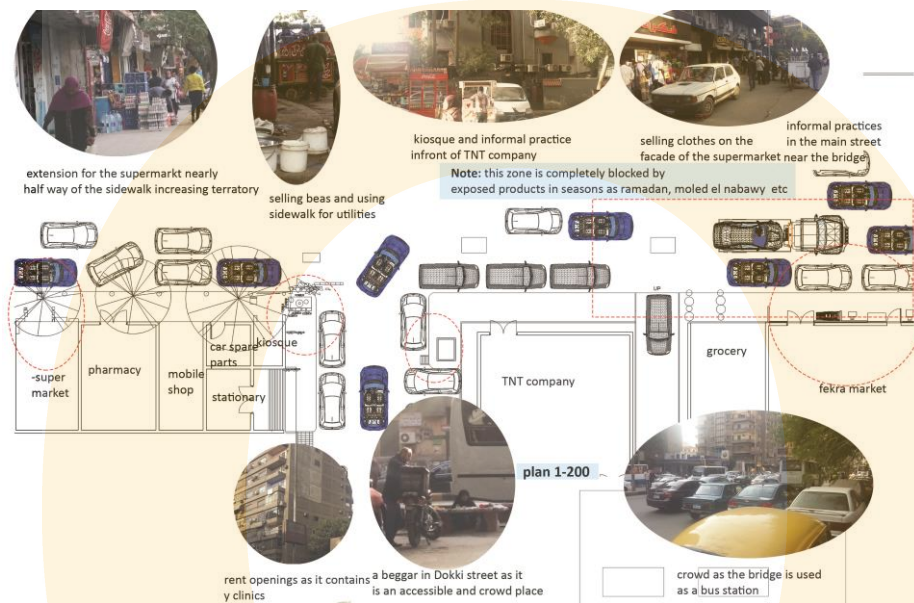 extension for the supermarkt nearly
half way of the sidewalk increasing terratory
selling beas and using
sidewalk for utilities
kiosque and informal practice
infront of TNT company
selling clothes on the
facade of the supermarket
informal practices
in the main street
near the bridge
Note: this zone is completely blocked by
exposed products in seasons as ramadan, moled el nabawy etc
UP
-super
market
pharmacy
mobile
shop
car spare
parts
stationary
kiosque
TNT company
grocery
fekra market
plan 1-200
rent openings as it contains
y clinics
a beggar in Dokki street as it
is an accessible and crowd place
crowd as the bridge is used
as a bus station